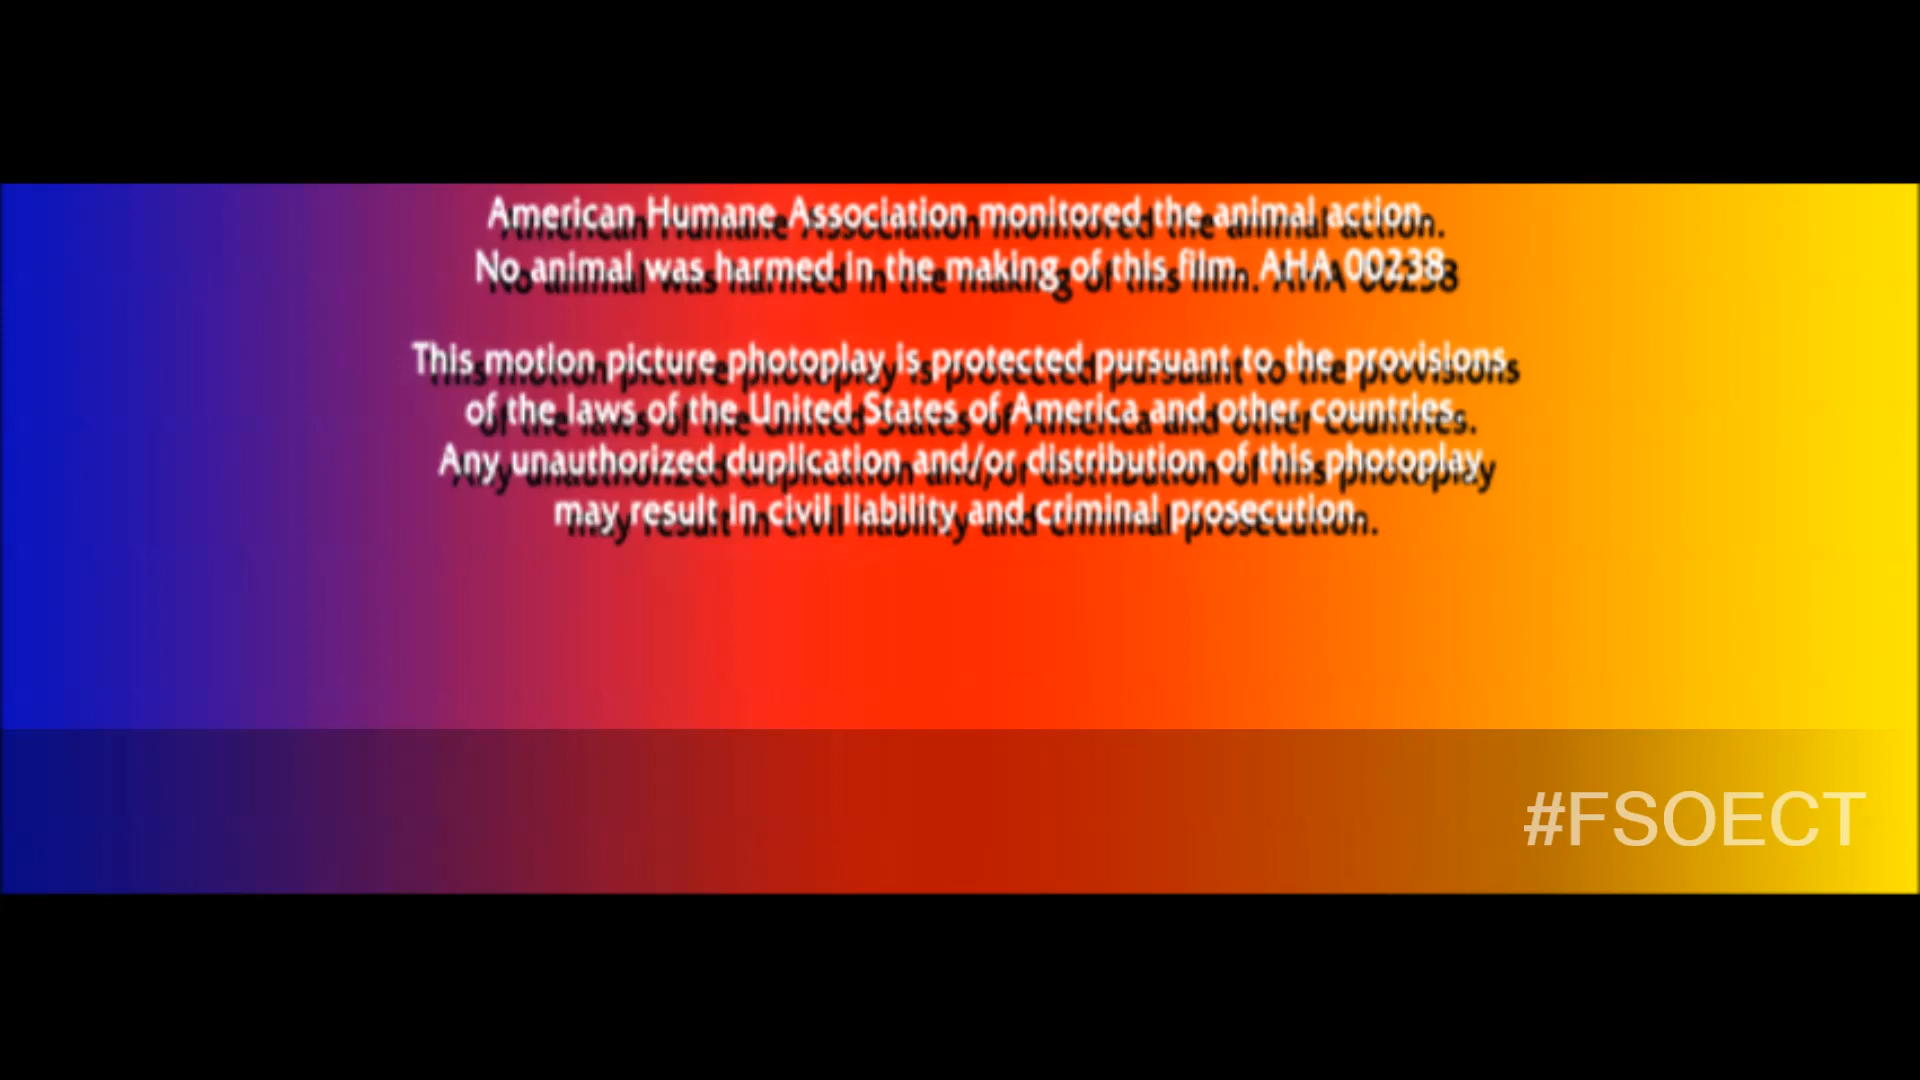 American Humane Association monitored the animal action.
No animal was harmed in the making of this film. AHA 00238
This motion picture photoplay is protected pursuant to the provisions
of the laws of the United States of America and other countries.
Any unauthorized duplication and/or distribution of this photoplay
may result in civil liability and criminal prosecution.
#FSOECT